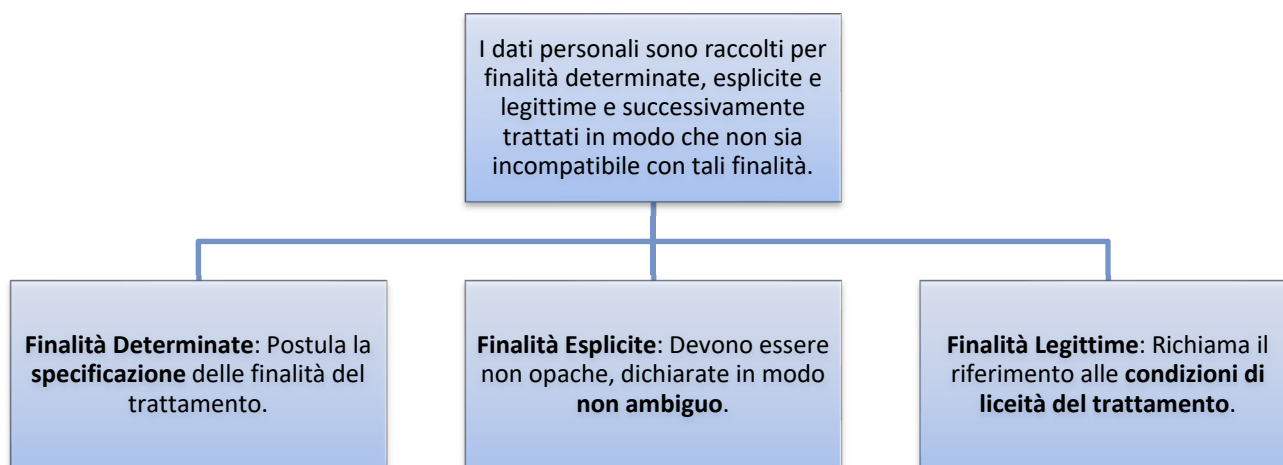 I dati personali sono raccolti per
finalità determinate, esplicite e
legittime e successivamente
trattati in modo che non sia
incompatibile con tali finalità.
Finalità Determinate: Postula la
specificazione delle finalità del
trattamento.
Finalità Esplicite: Devono essere
non opache, dichiarate in modo
non ambiguo.
Finalità Legittime: Richiama il
riferimento alle condizioni di
liceità del trattamento.